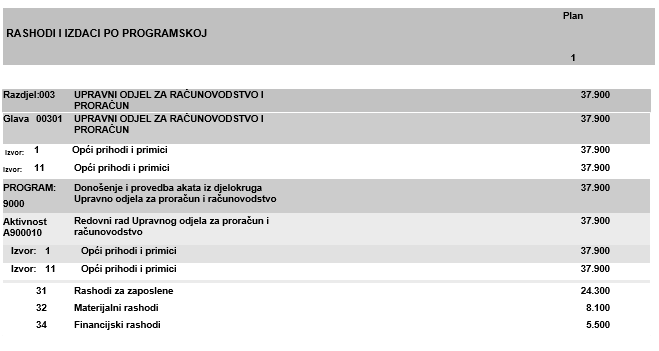 Plan
RASHODI I IZDACI PO PROGRAMSKOJ
1
Razdjel:003 UPRAVNI ODJEL ZA RAČUNOVODSTVO I 37.900
PRORAČUN
Glava 00301 UPRAVNI ODJEL ZA RAČUNOVODSTVO I 37.900
PRORAČUN
Izvor: 1 Opći prihodi i primici 37.900
Izvor: 11 Opći prihodi i primici 37.900
PROGRAM: Donošenje i provedba akata iz djelokruga 37.900
9000 Upravno odjela za proračun i računovodstvo
Aktivnost Redovni rad Upravnog odjela za proračun i 37.900
A900010 računovodstvo
Izvor: 1 Opći prihodi i primici 37.900
Izvor: 11 Opći prihodi i primici 37.900
31 Rashodi za zaposlene 24.300
32 Materijalni rashodi 8.100
34 Financijski rashodi 5.500